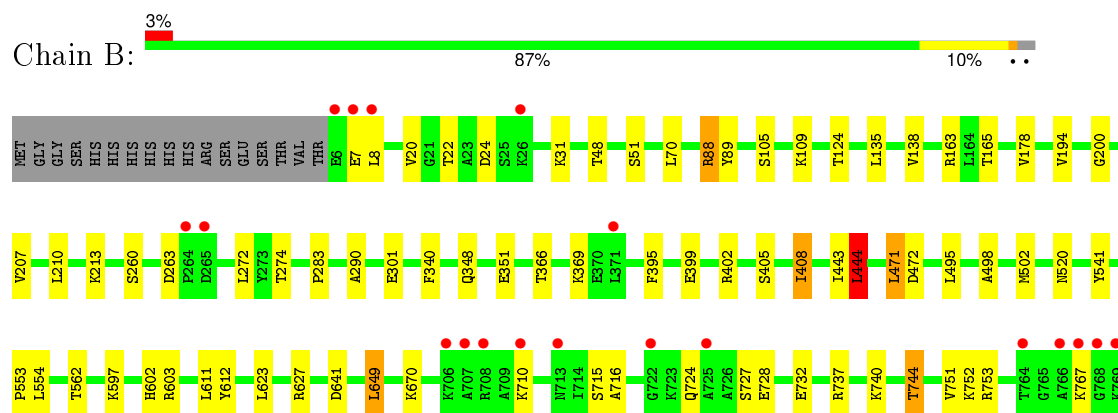 3%
Chain B:
87% 10% • •
MET GLY GLY SER HIS HIS HIS HIS HIS HIS ARG SER GLU SER THR VAL THR E6 E7 L8 V20 G21 T22 A23 D24 S25 K26 K31 T48 S51 L70 R88 Y89 S105 K109 T124 L135 V138 R163 L164 T165 V178 V194 G200
V207 L210 K213 S260 D263 P264 D265 L272 Y273 T274 P283 A290 E301 F340 Q348 E351 T366 K369 E370 L371 F395 E399 R402 S405 I408 I443 L444 L471 D472 L495 A498 M502 N520 Y541
P553 L554 T562 K597 H602 R603 L611 Y612 L623 R627 D641 L649 K670 K706 A707 R708 A709 K710 N713 I714 S715 A716 G722 K723 Q724 A725 A726 S727 E728 E732 R737 K740 T744 V751 K752 R753 T764 G765 A766 K767 G768